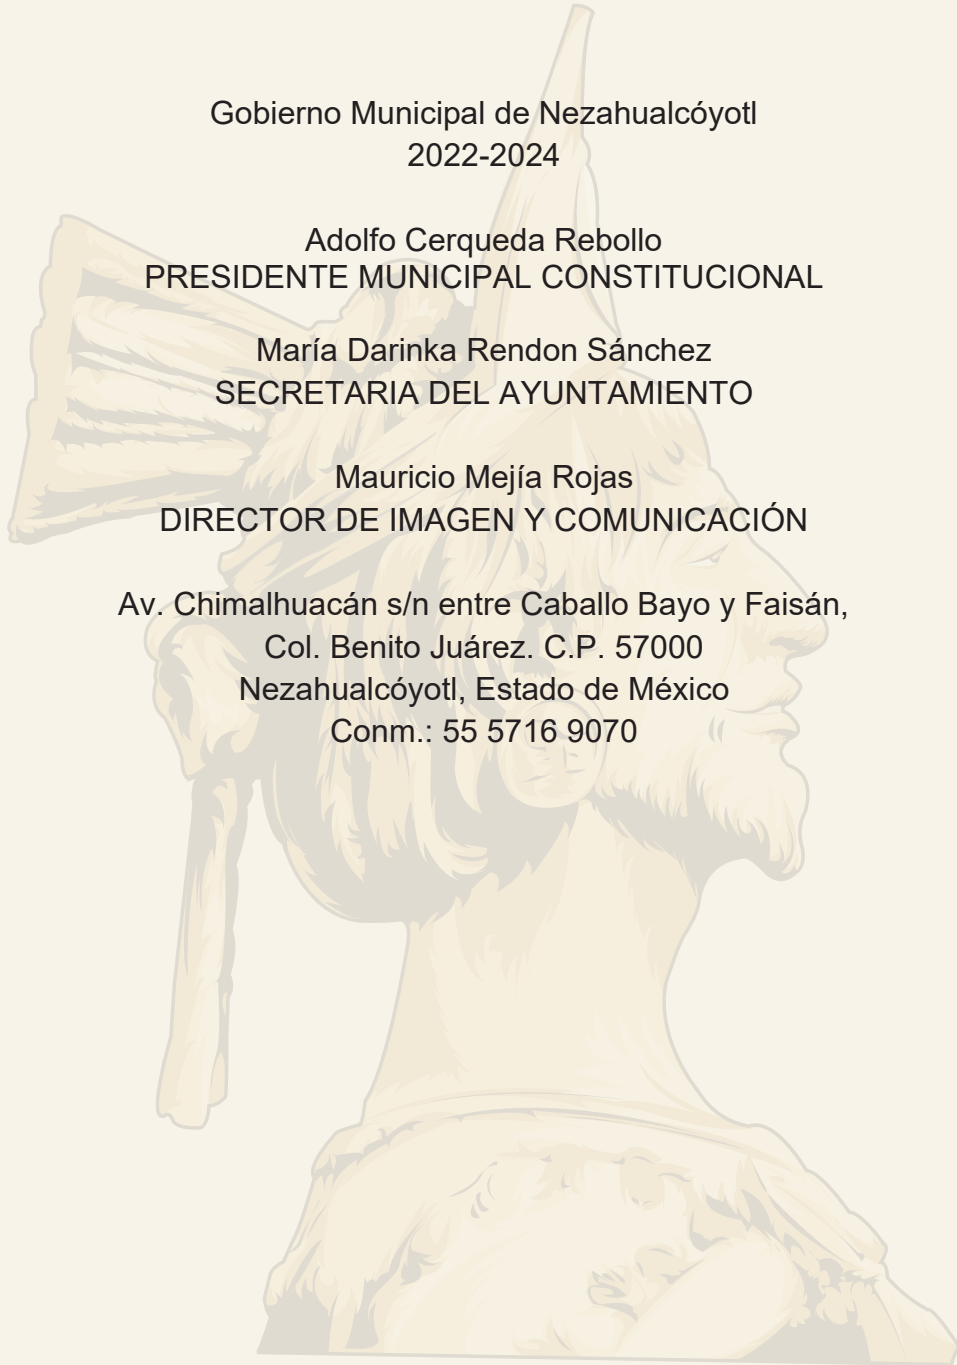 Gobierno Municipal de Nezahualcóyotl
2022-2024
Adolfo Cerqueda Rebollo
PRESIDENTE MUNICIPAL CONSTITUCIONAL
María Darinka Rendon Sánchez
SECRETARIA DEL AYUNTAMIENTO
Mauricio Mejía Rojas
DIRECTOR DE IMAGEN Y COMUNICACIÓN
Av. Chimalhuacán s/n entre Caballo Bayo y Faisán,
Col. Benito Juárez. C.P. 57000
Nezahualcóyotl, Estado de México
Conm.: 55 5716 9070